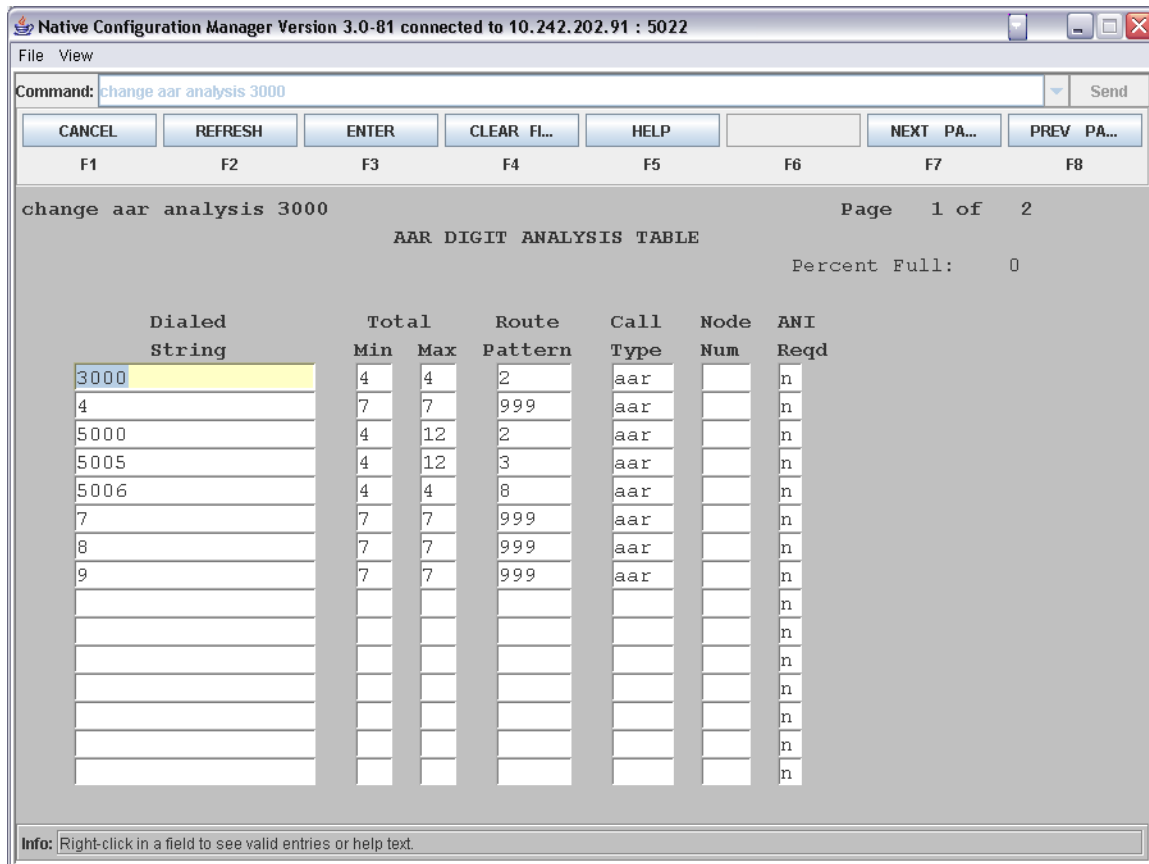 Native Configuration Manager Version 3.0-81 connected to 10.242.202.91 : 5022
File View
Command: change aar analysis 3000 Send
CANCEL REFRESH ENTER CLEAR FI... HELP NEXT PA... PREV PA...
F1 F2 F3 F4 F5 F6 F7 F8
change aar analysis 3000 Page 1 of 2
AAR DIGIT ANALYSIS TABLE
Percent Full: 0
Dialed Total Route Call Node ANI
String Min Max Pattern Type Num Reqd
3000 4 4 2 aar n
4 7 7 999 aar n
5000 4 12 2 aar n
5005 4 12 3 aar n
5006 4 4 8 aar n
7 7 7 999 aar n
8 7 7 999 aar n
9 7 7 999 aar n
n
n
n
n
n
n
n
Info: Right-click in a field to see valid entries or help text.